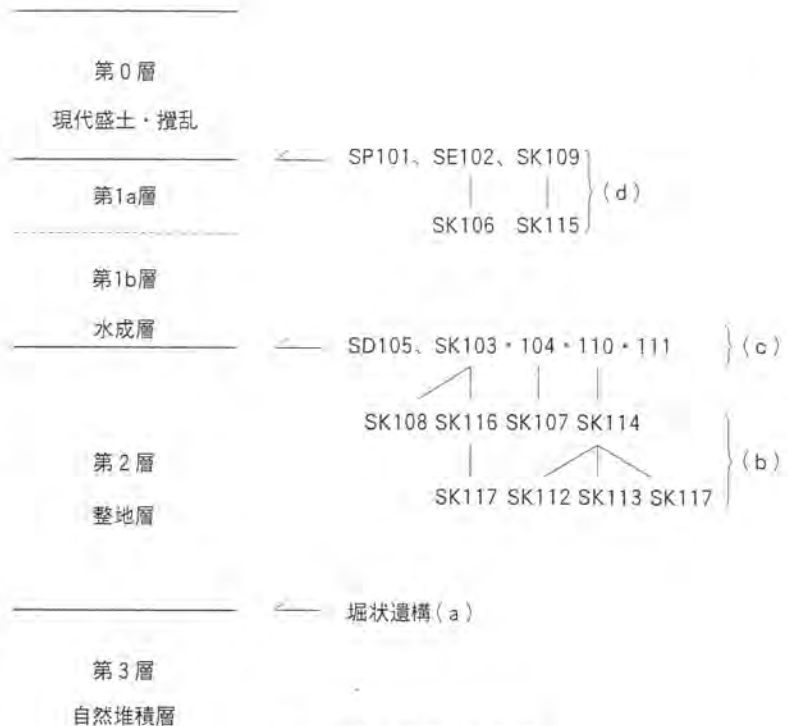 第0層
現代盛土・攪乱
SP101、SE102、SK109
(d)
第1a層
SK106 SK115
第1b層
水成層
SD105、SK103・104・110・111
(c)
SK108 SK116 SK107 SK114
第2層
(b)
整地層
SK117 SK112 SK113 SK117
堀状遺構(a)
第3層
自然堆積層